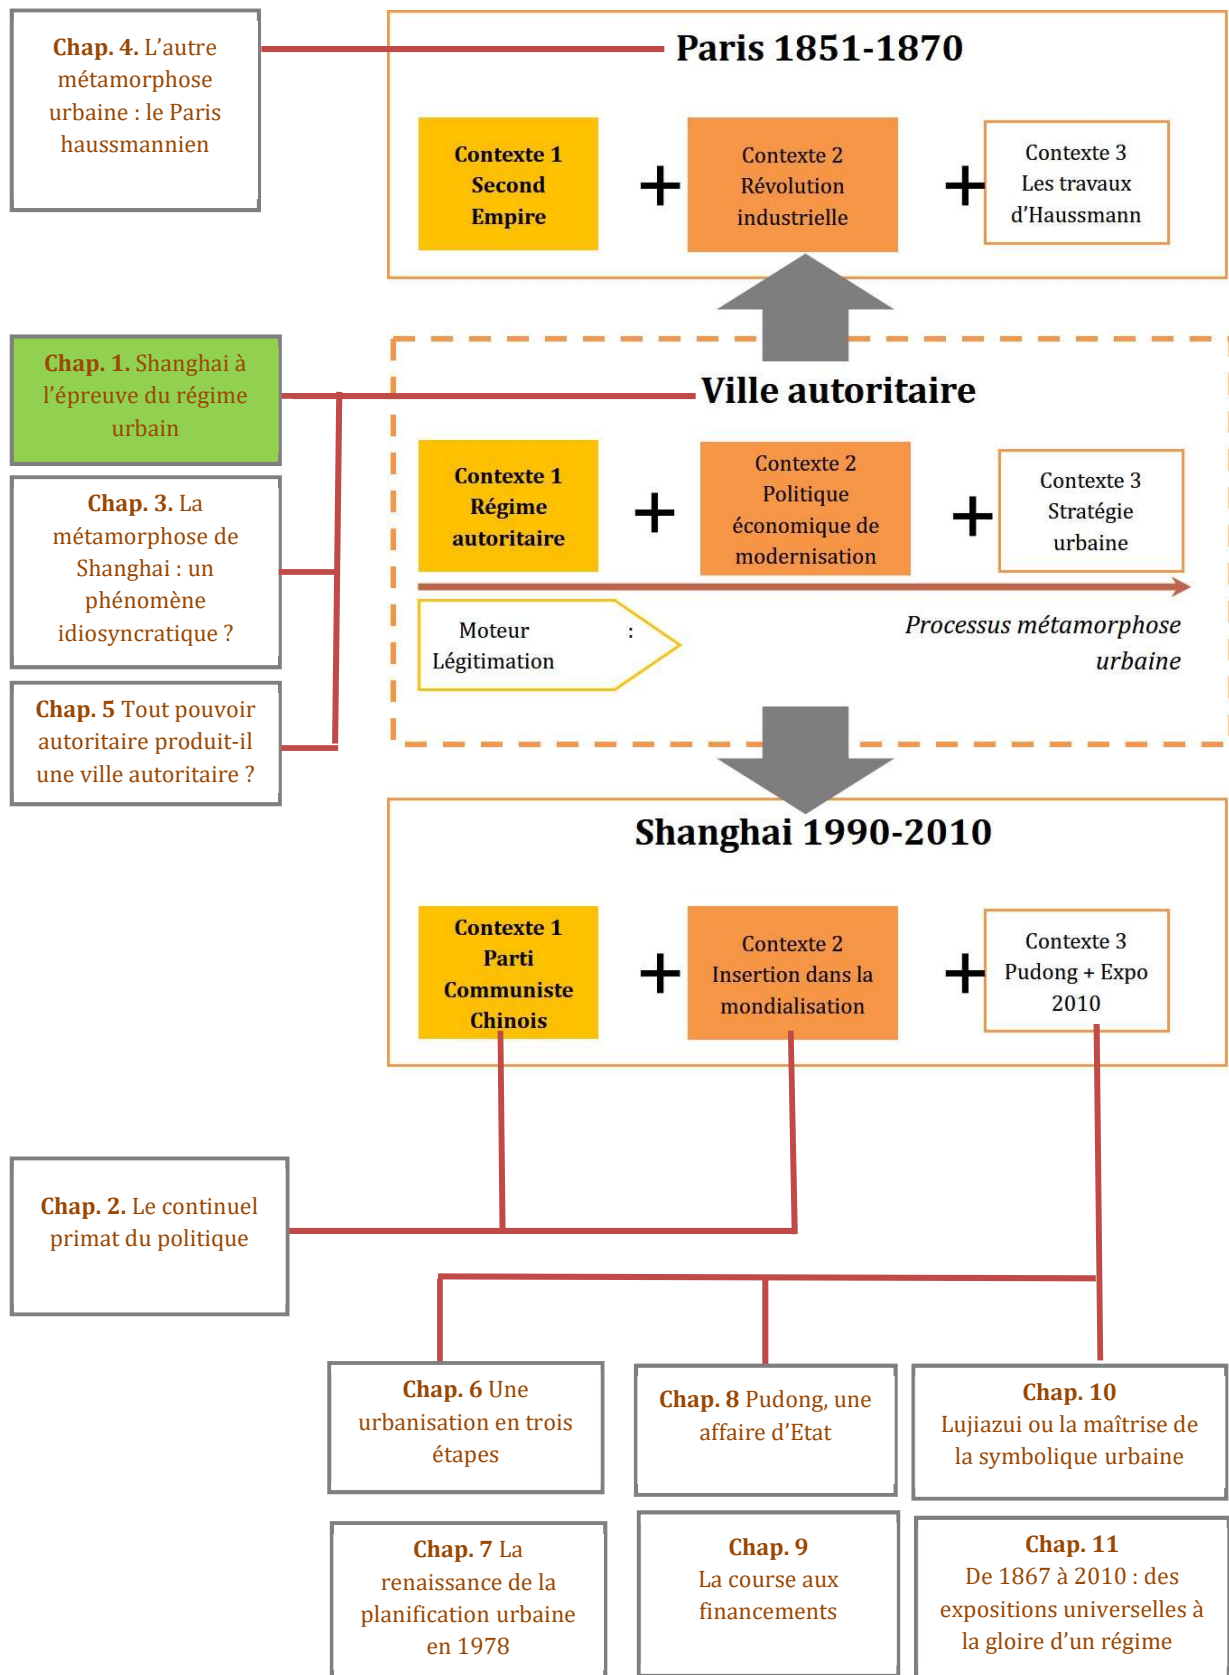 Chap. 4. L’autre
métamorphose
urbaine : le Paris
haussmannien
Paris 1851-1870
Contexte 1
Second
Empire
+
Contexte 2
Révolution
industrielle
+
Contexte 3
Les travaux
d’Haussmann
Chap. 1. Shanghai à
l’épreuve du régime
urbain
Chap. 3. La
métamorphose de
Shanghai : un
phénomène
idiosyncratique ?
Chap. 5 Tout pouvoir
autoritaire produit-il
une ville autoritaire ?
Ville autoritaire
Contexte 1
Régime
autoritaire
+
Contexte 2
Politique
économique de
modernisation
+
Contexte 3
Stratégie
urbaine
Moteur :
Légitimation
Processus métamorphose
urbaine
Shanghai 1990-2010
Contexte 1
Parti
Communiste
Chinois
+
Contexte 2
Insertion dans la
mondialisation
+
Contexte 3
Pudong + Expo
2010
Chap. 2. Le continuel
primat du politique
Chap. 6 Une
urbanisation en trois
étapes
Chap. 8 Pudong, une
affaire d’Etat
Chap. 10
Lujiazui ou la maîtrise de
la symbolique urbaine
Chap. 7 La
renaissance de la
planification urbaine
en 1978
Chap. 9
La course aux
financements
Chap. 11
De 1867 à 2010 : des
expositions universelles à
la gloire d’un régime